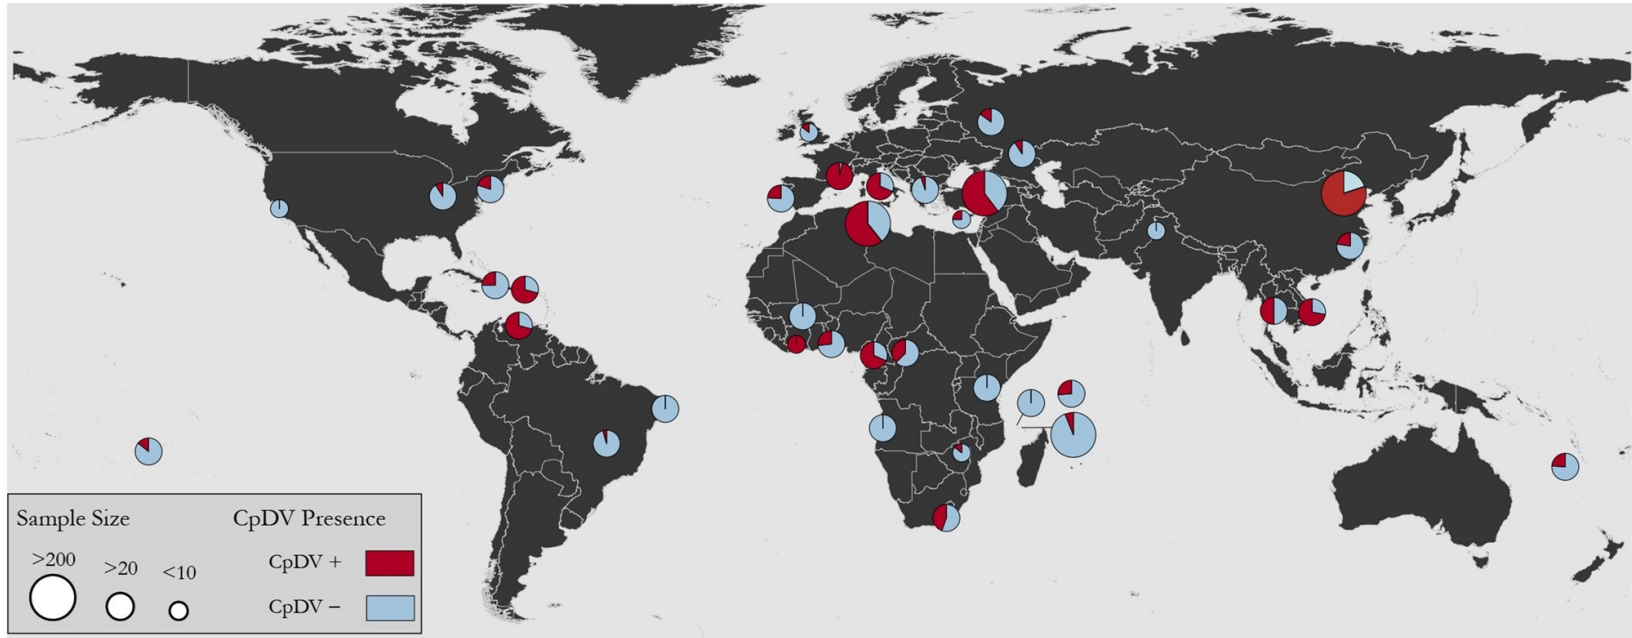 Sample Size
CpDV Presence
>200
>20
<10
CpDV +
CpDV −